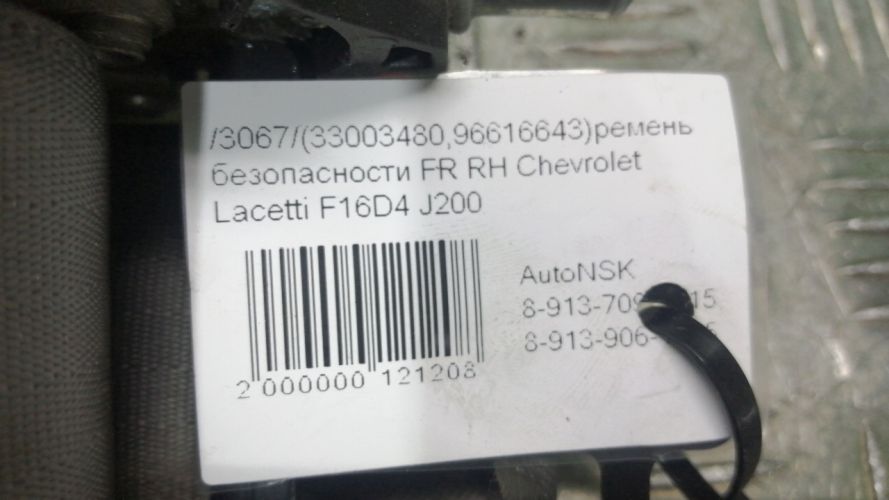 /3067/(33003480,96616643)ремень
безопасности FR RH Chevrolet
Lacetti F16D4 J200
AutoNSK
2 000000 121208